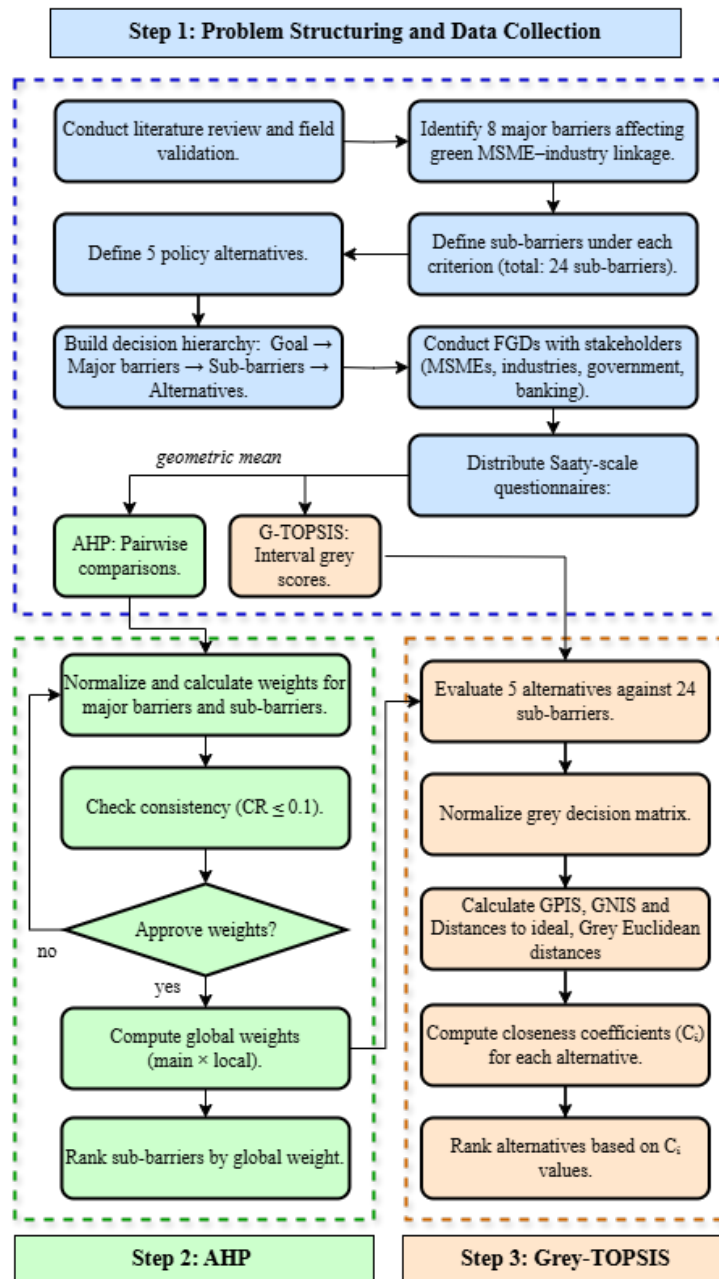 Step 1: Problem Structuring and Data Collection
Conduct literature review and field
validation.
Identify 8 major barriers affecting
green MSME–industry linkage.
Define 5 policy alternatives.
Define sub-barriers under each
criterion (total: 24 sub-barriers).
Build decision hierarchy: Goal →
Major barriers → Sub-barriers →
Alternatives.
Conduct FGDs with stakeholders
(MSMEs, industries, government,
banking).
geometric mean
Distribute Saaty-scale
questionnaires:
AHP: Pairwise
comparisons.
G-TOPSIS:
Interval grey
scores.
Normalize and calculate weights for
major barriers and sub-barriers.
Check consistency (CR ≤ 0.1).
Approve weights?
no
yes
Compute global weights
(main × local).
Rank sub-barriers by global weight.
Evaluate 5 alternatives against 24
sub-barriers.
Normalize grey decision matrix.
Calculate GPIS, GNIS and
Distances to ideal, Grey Euclidean
distances
Compute closeness coefficients (Cᵢ)
for each alternative.
Rank alternatives based on Cᵢ
values.
Step 2: AHP
Step 3: Grey-TOPSIS